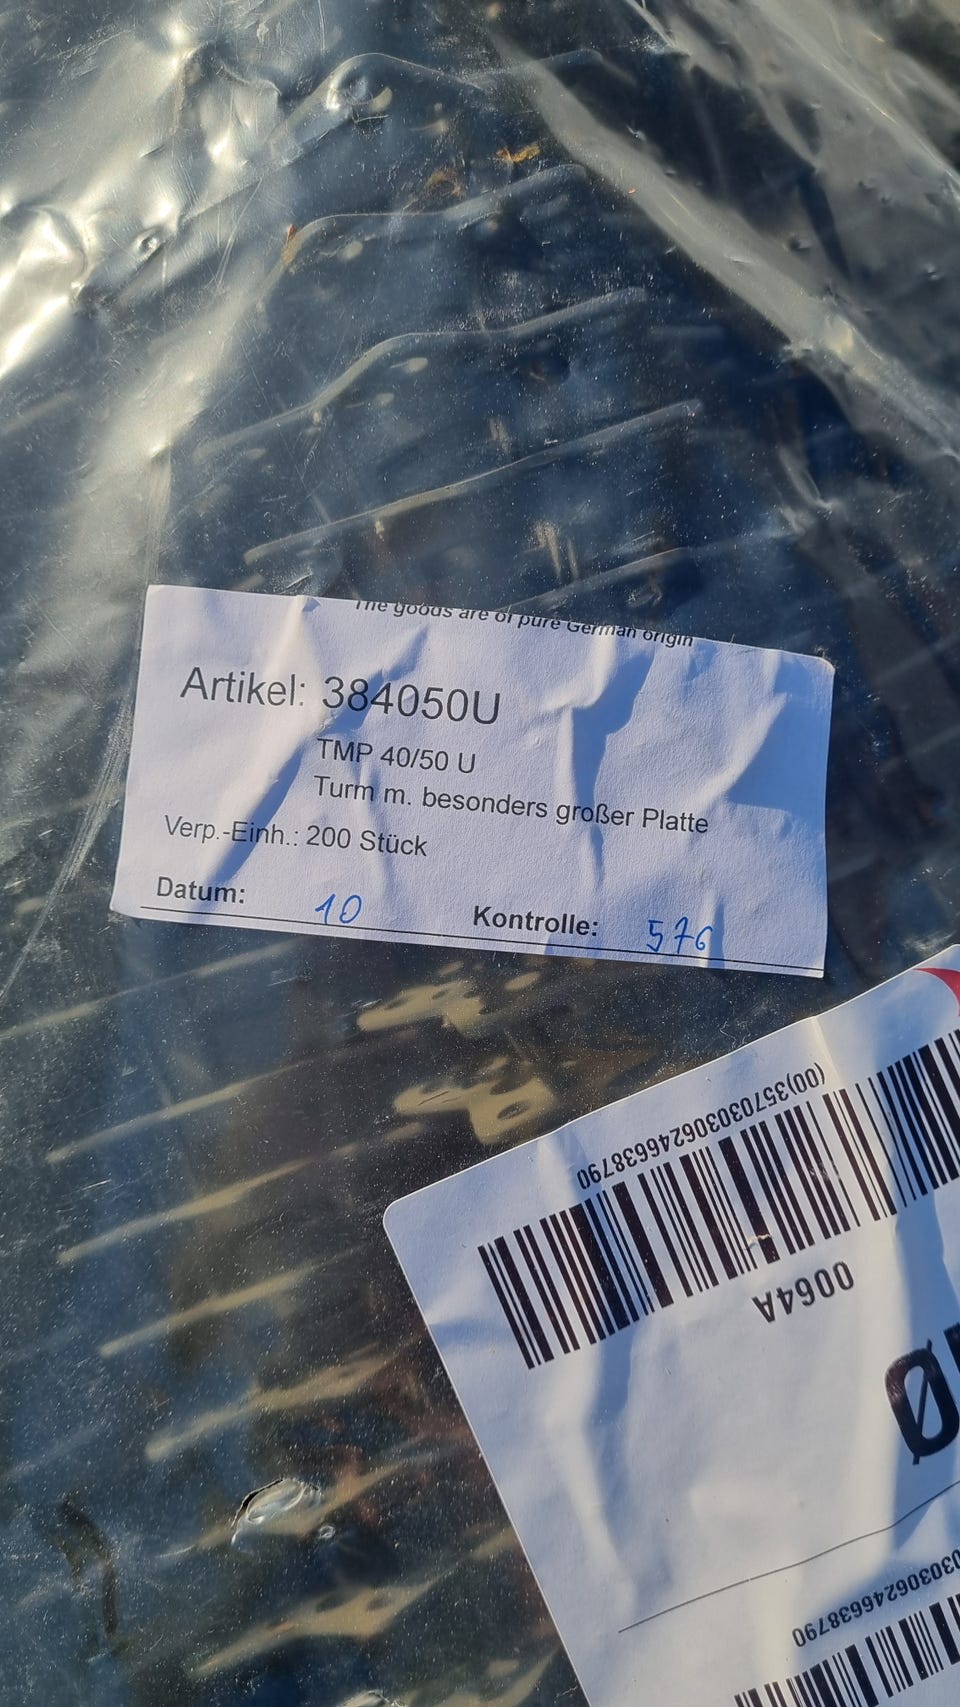 The goods are of pure German origin
Artikel: 384050U
TMP 40/50 U
Turm m. besonders großer Platte
Verp.-Einh.: 200 Stück
Datum: 10 Kontrolle: 576
(00)357030306246638790
0064A
Ø
030306246638790